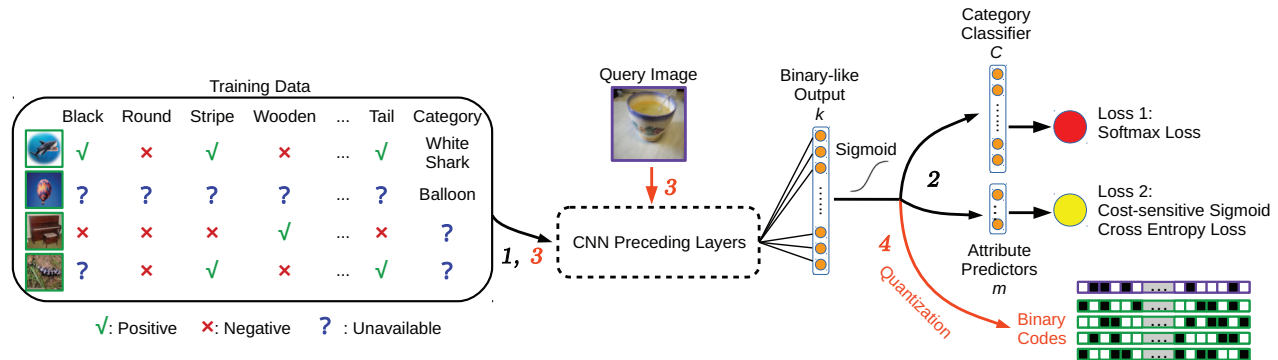 Training Data
Black Round Stripe Wooden ... Tail Category
√ × √ × ... √ White Shark
? ? ? ? ... ? Balloon
× × × √ ... × ?
? × √ × ... √ ?
√: Positive ×: Negative ? : Unavailable
1, 3
Query Image
3
CNN Preceding Layers
Binary-like
Output
k
......
Sigmoid
2
Category
Classifier
C
......
Loss 1:
Softmax Loss
...
Loss 2:
Cost-sensitive Sigmoid
Cross Entropy Loss
Attribute
Predictors
m
4
Quantization
Binary
Codes
...
...
...
...
...